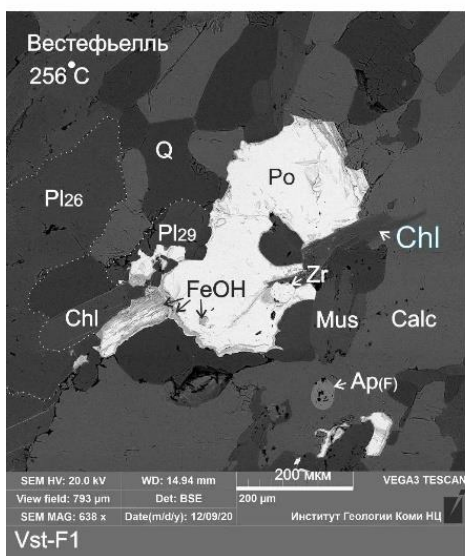 Вестефьелль
256°C
Q
Po
Pl26
Pl29
Chl
Zr
FeOH
Chl
Mus
Calc
Ap(F)
SEM HV: 20.0 kV
WD: 14.94 mm
200 мкм
VEGA3 TESCAN
View field: 793 µm
Det: BSE
200 µm
SEM MAG: 638 x
Date(m/d/y): 12/09/20
Институт Геологии Коми НЦ
Vst-F1